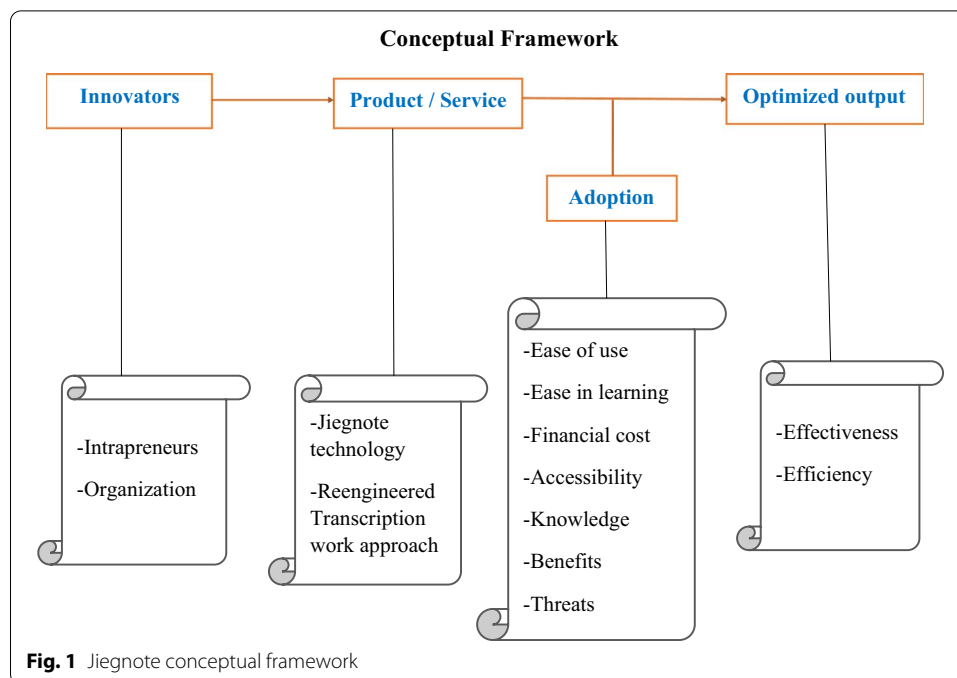 Conceptual Framework
Innovators
Product / Service
Optimized output
Adoption
-Intrapreneurs
-Organization
-Jiegnote
technology
-Reengineered
Transcription
work approach
-Ease of use
-Ease in learning
-Financial cost
-Accessibility
-Knowledge
-Benefits
-Threats
-Effectiveness
-Efficiency
Fig. 1 Jiegnote conceptual framework